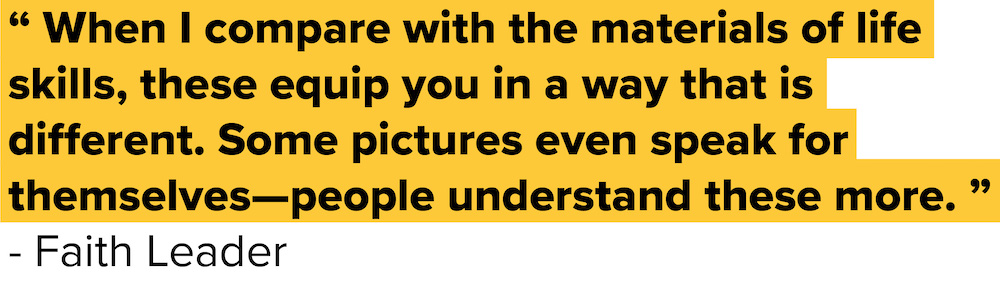 “ When I compare with the materials of life
skills, these equip you in a way that is
different. Some pictures even speak for
themselves—people understand these more. ”
- Faith Leader